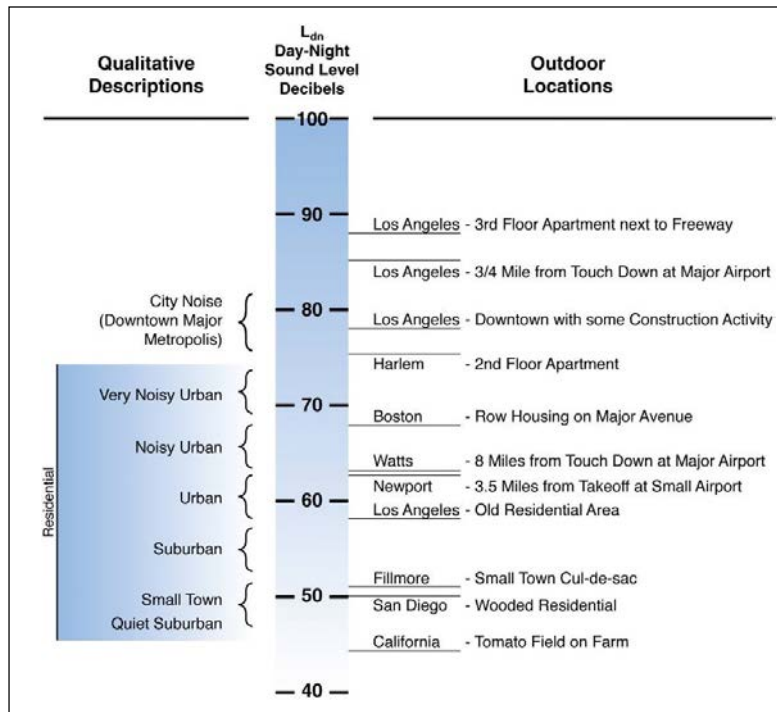 Qualitative
Descriptions
Ldn
Day-Night
Sound Level
Decibels
Outdoor
Locations
100
90
Los Angeles - 3rd Floor Apartment next to Freeway
Los Angeles - 3/4 Mile from Touch Down at Major Airport
City Noise
(Downtown Major
Metropolis)
80
Los Angeles - Downtown with some Construction Activity
Harlem - 2nd Floor Apartment
Very Noisy Urban
70
Boston - Row Housing on Major Avenue
Noisy Urban
Watts - 8 Miles from Touch Down at Major Airport
Newport - 3.5 Miles from Takeoff at Small Airport
Urban
60
Los Angeles - Old Residential Area
Residential
Suburban
Fillmore - Small Town Cul-de-sac
50
Small Town
Quiet Suburban
San Diego - Wooded Residential
California - Tomato Field on Farm
40